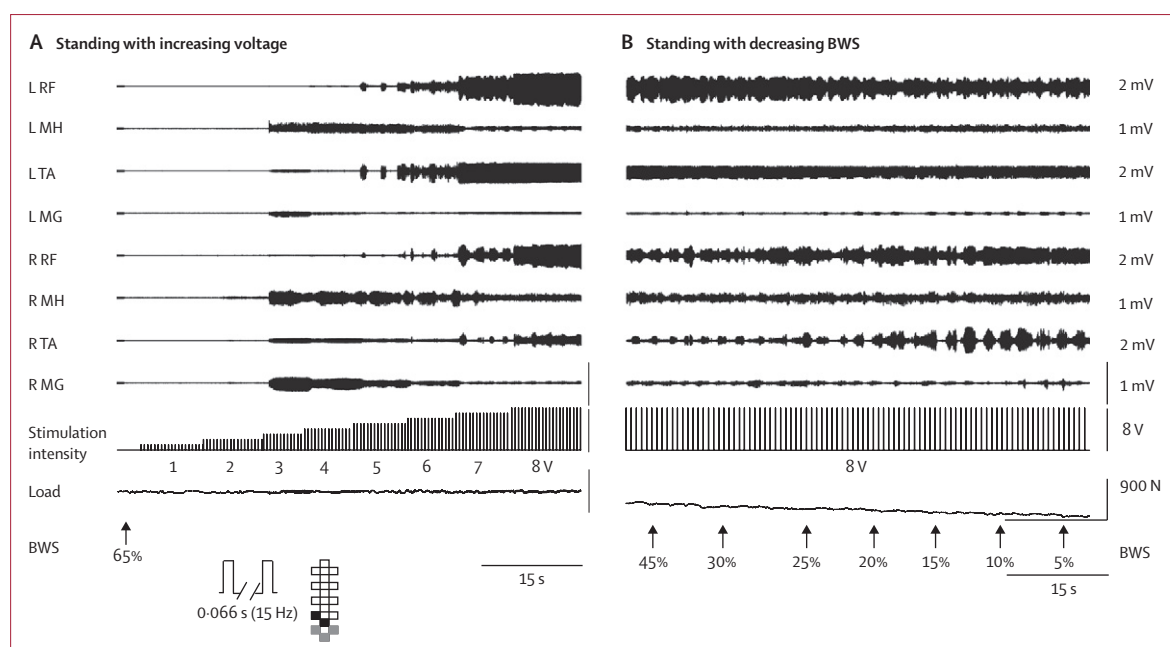 A Standing with increasing voltage
B Standing with decreasing BWS
L RF
2 mV
L MH
1 mV
L TA
2 mV
L MG
1 mV
R RF
2 mV
R MH
1 mV
R TA
2 mV
R MG
1 mV
Stimulation
intensity
8 V
1 2 3 4 5 6 7 8 V
8 V
Load
900 N
BWS
65%
45% 30% 25% 20% 15% 10% 5%
BWS
15 s
15 s
0·066 s (15 Hz)